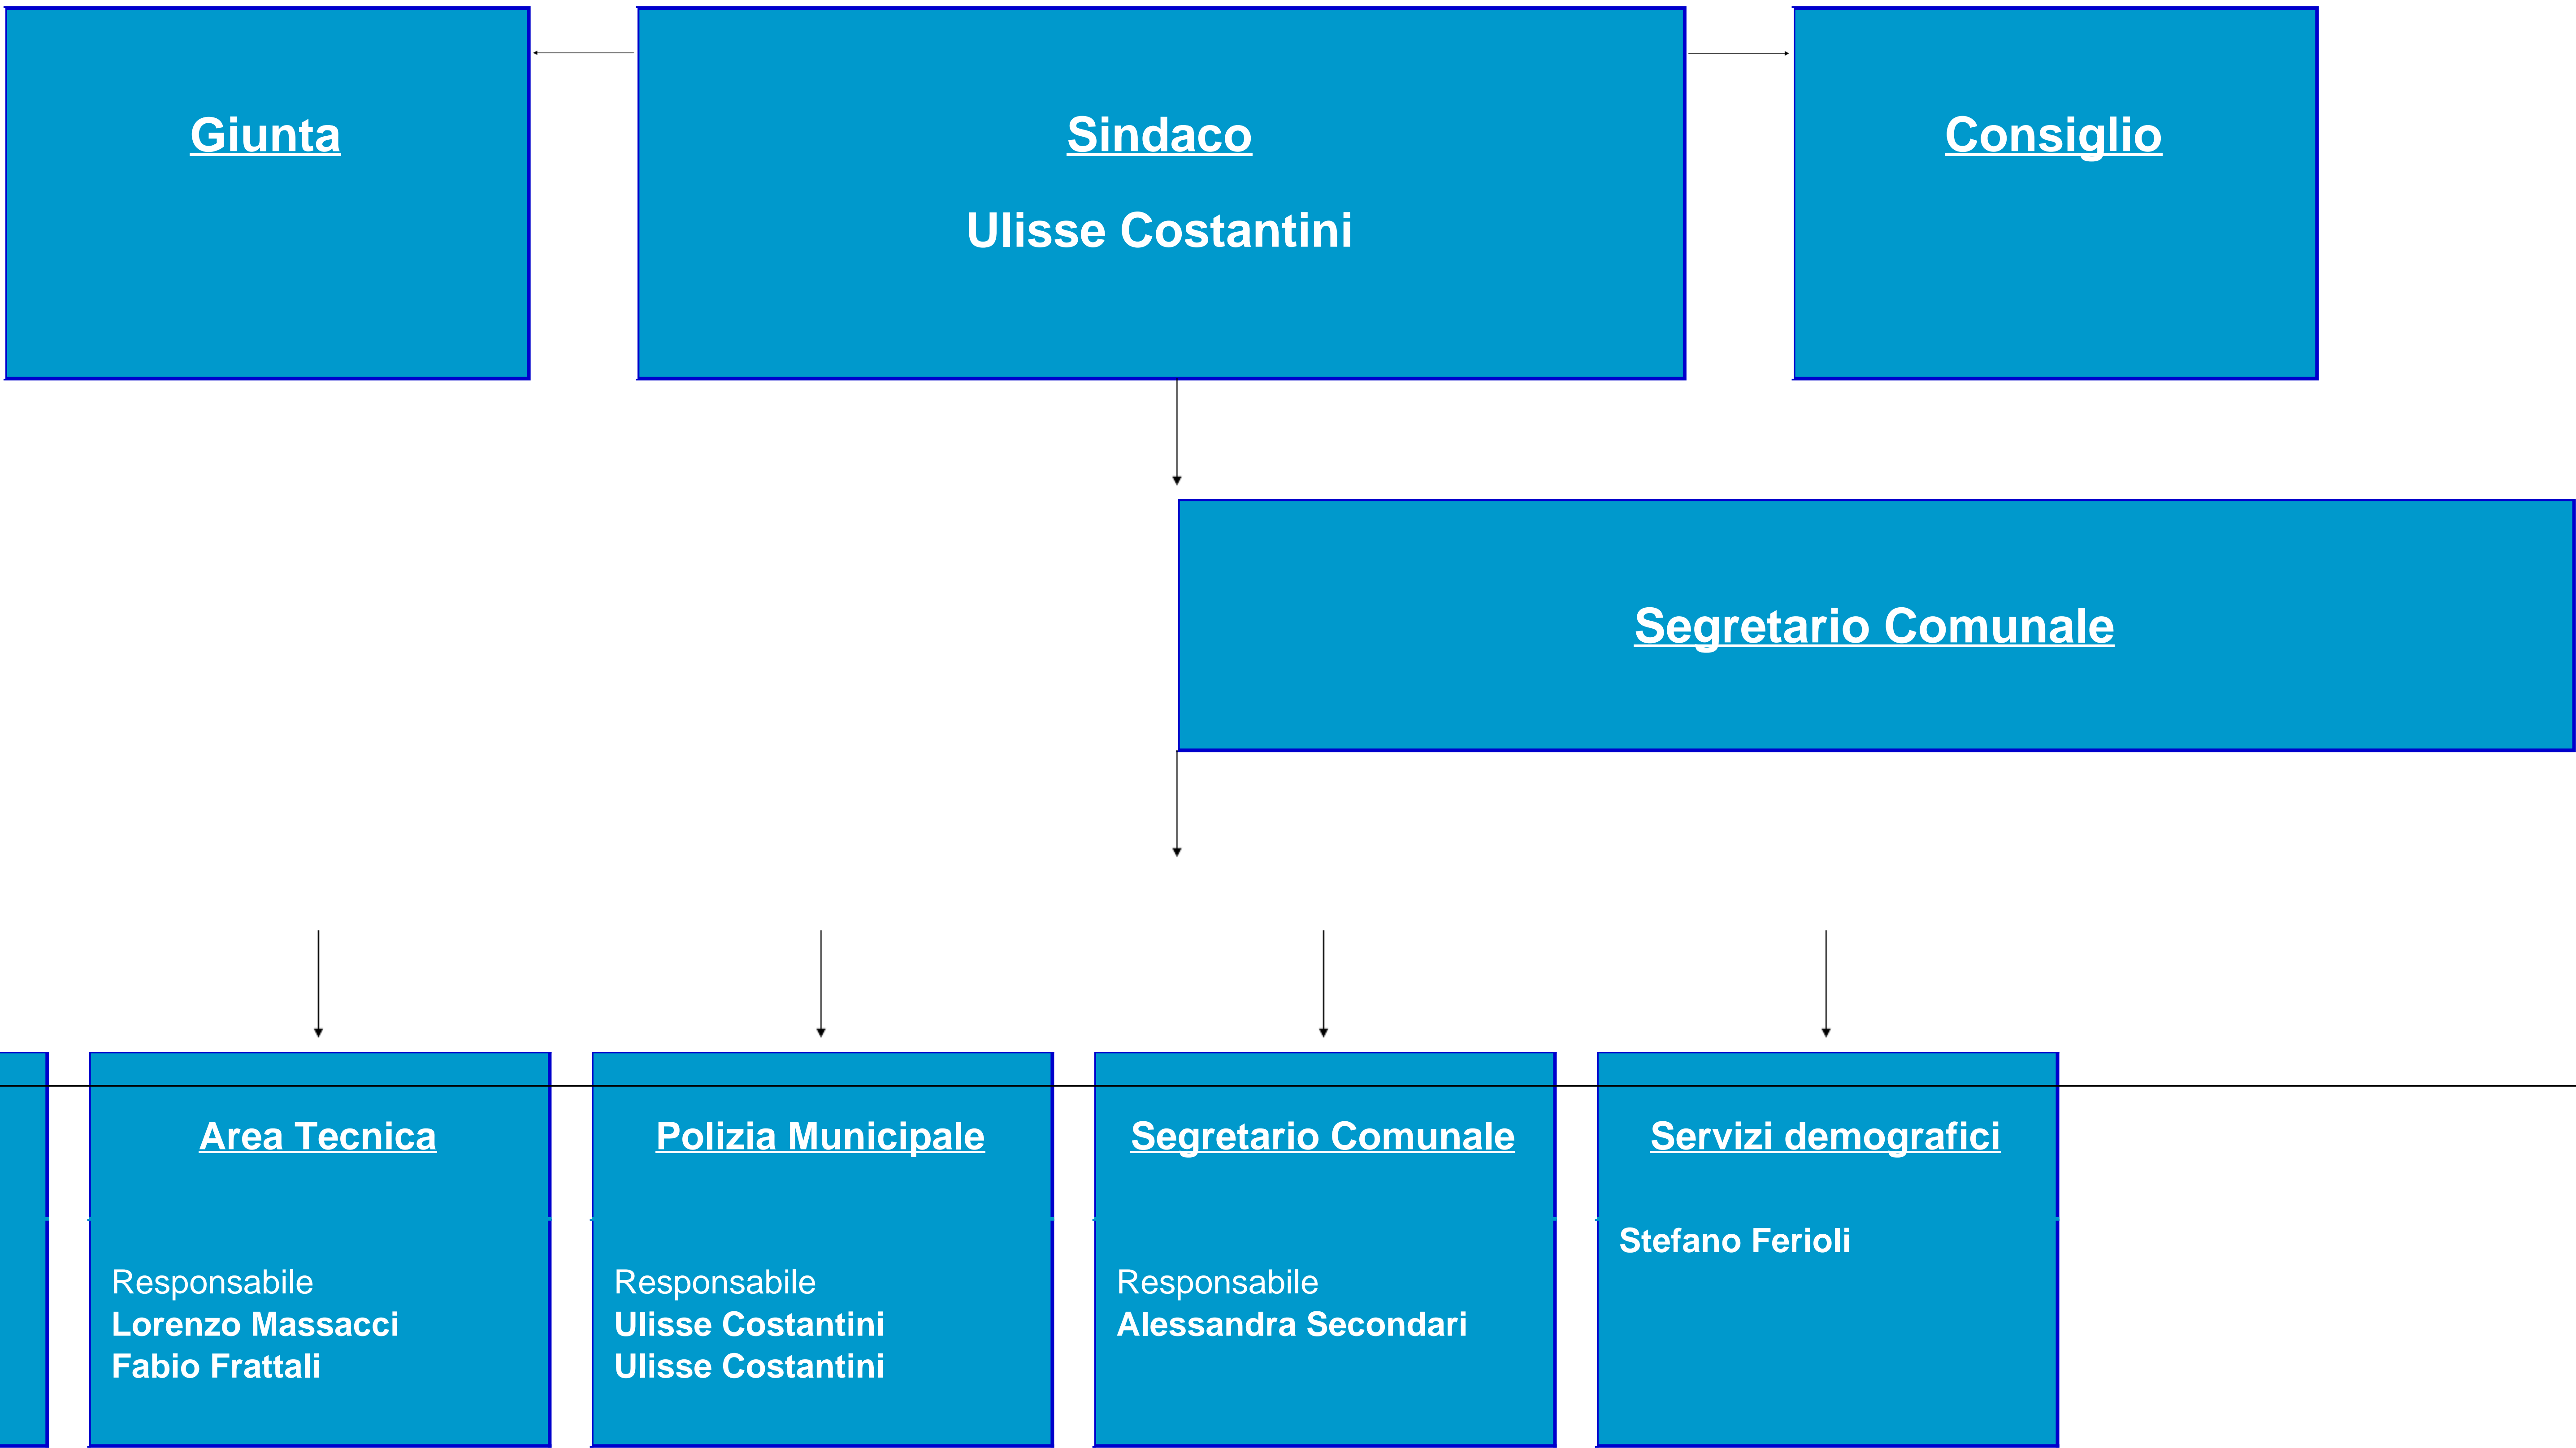 Giunta
Sindaco
Ulisse Costantini
Consiglio
Segretario Comunale
Area Tecnica
Responsabile
Lorenzo Massacci
Fabio Frattali
Polizia Municipale
Responsabile
Ulisse Costantini
Ulisse Costantini
Segretario Comunale
Responsabile
Alessandra Secondari
Servizi demografici
Stefano Ferioli